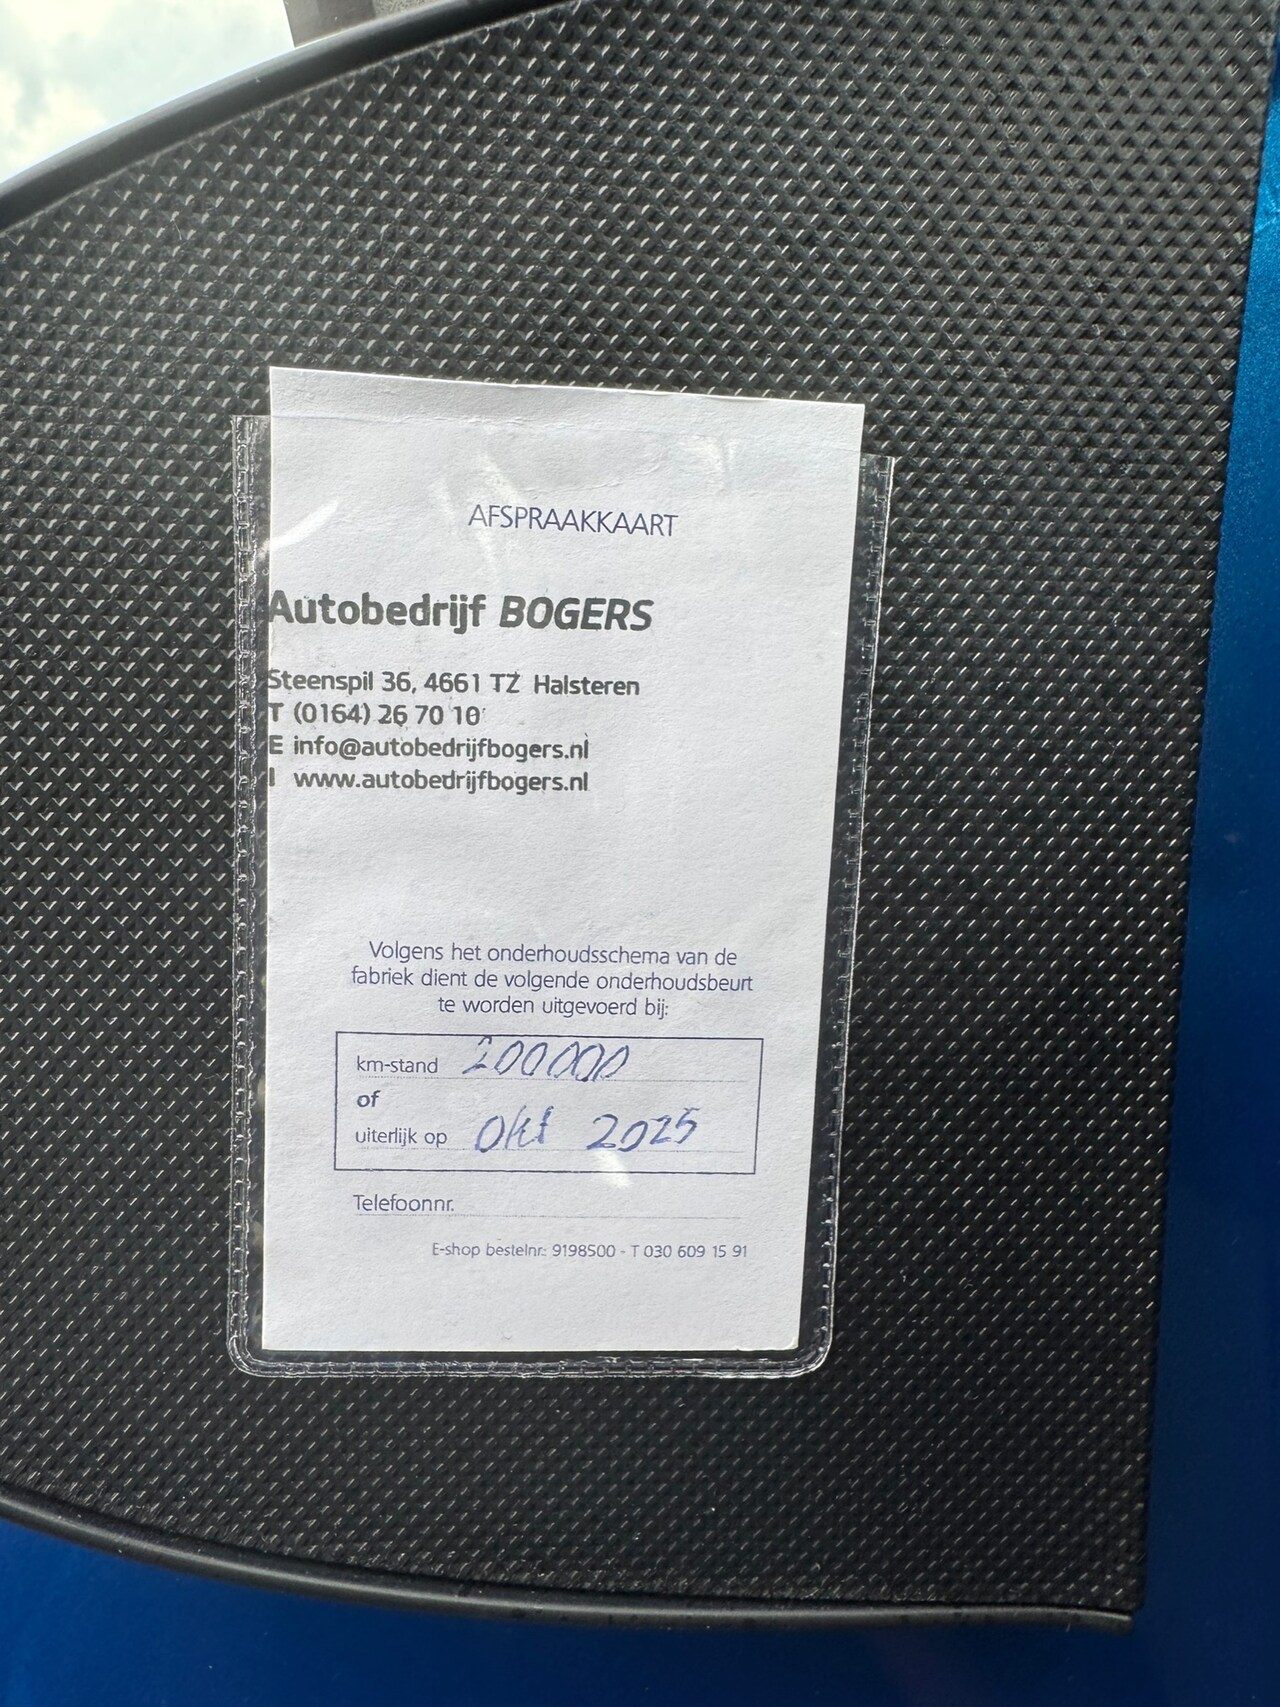 AFSPRAAKKAART
Autobedrijf BOGERS
Steenspil 36, 4661 TZ Halsteren
T (0164) 26 70 10
E info@autobedrijfbogers.nl
I www.autobedrijfbogers.nl
Volgens het onderhoudsschema van de
fabriek dient de volgende onderhoudsbeurt
te worden uitgevoerd bij:
km-stand 200000
of
uiterlijk op okt 2025
Telefoonnr.
E-shop bestelnr.: 9198500 - T 030 609 15 91